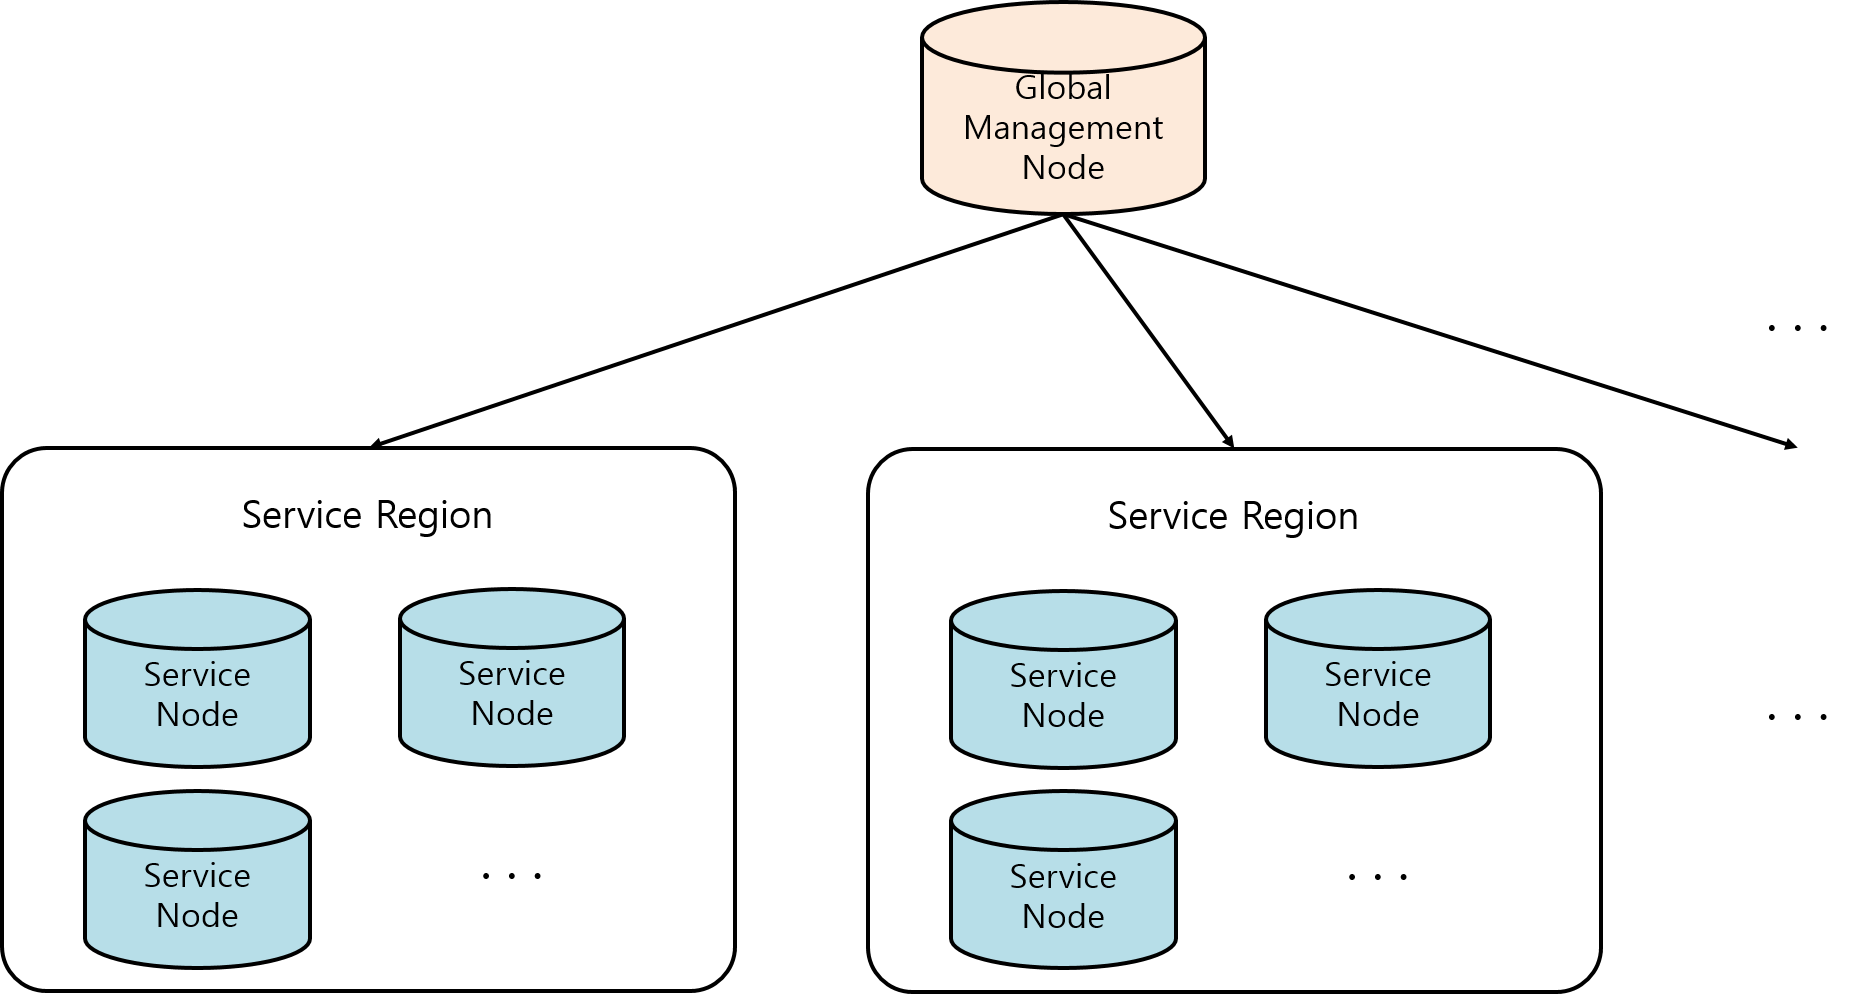 Global
Management
Node
. . .
Service Region
Service
Node
Service
Node
Service
Node
. . .
Service Region
Service
Node
Service
Node
Service
Node
. . .
. . .